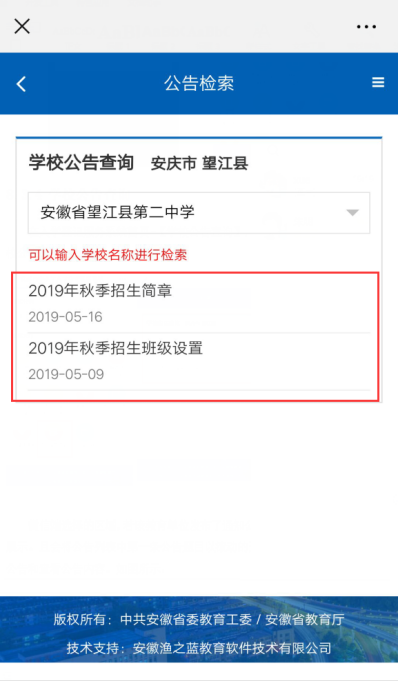 公告检索
学校公告查询 安庆市 望江县
安徽省望江县第二中学
可以输入学校名称进行检索
2019年秋季招生简章
2019-05-16
2019年秋季招生班级设置
2019-05-09
版权所有：中共安徽省委教育工委 / 安徽省教育厅
技术支持：安徽渔之蓝教育软件技术有限公司